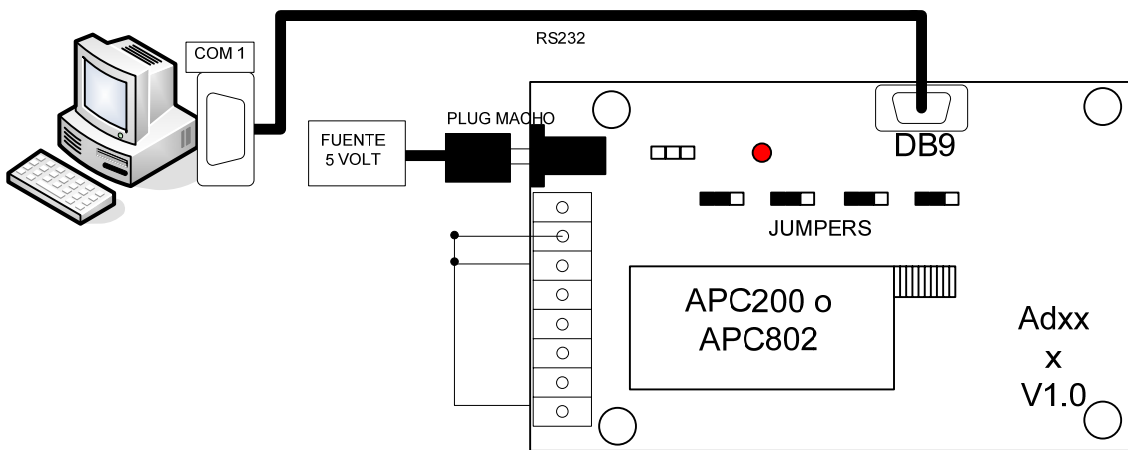 COM 1
RS232
PLUG MACHO
FUENTE
5 VOLT
DB9
JUMPERS
APC200 o
APC802
Adxx
x
V1.0